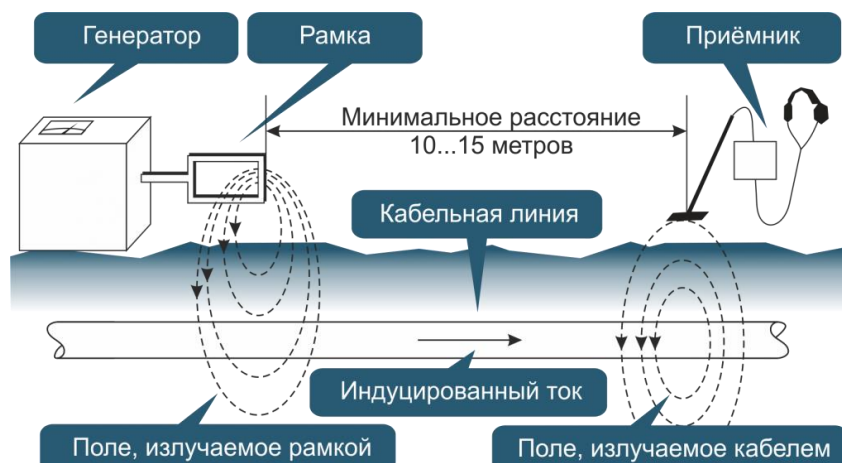 Генератор
Рамка
Приёмник
Минимальное расстояние
10...15 метров
Кабельная линия
Индуцированный ток
Поле, излучаемое рамкой
Поле, излучаемое кабелем